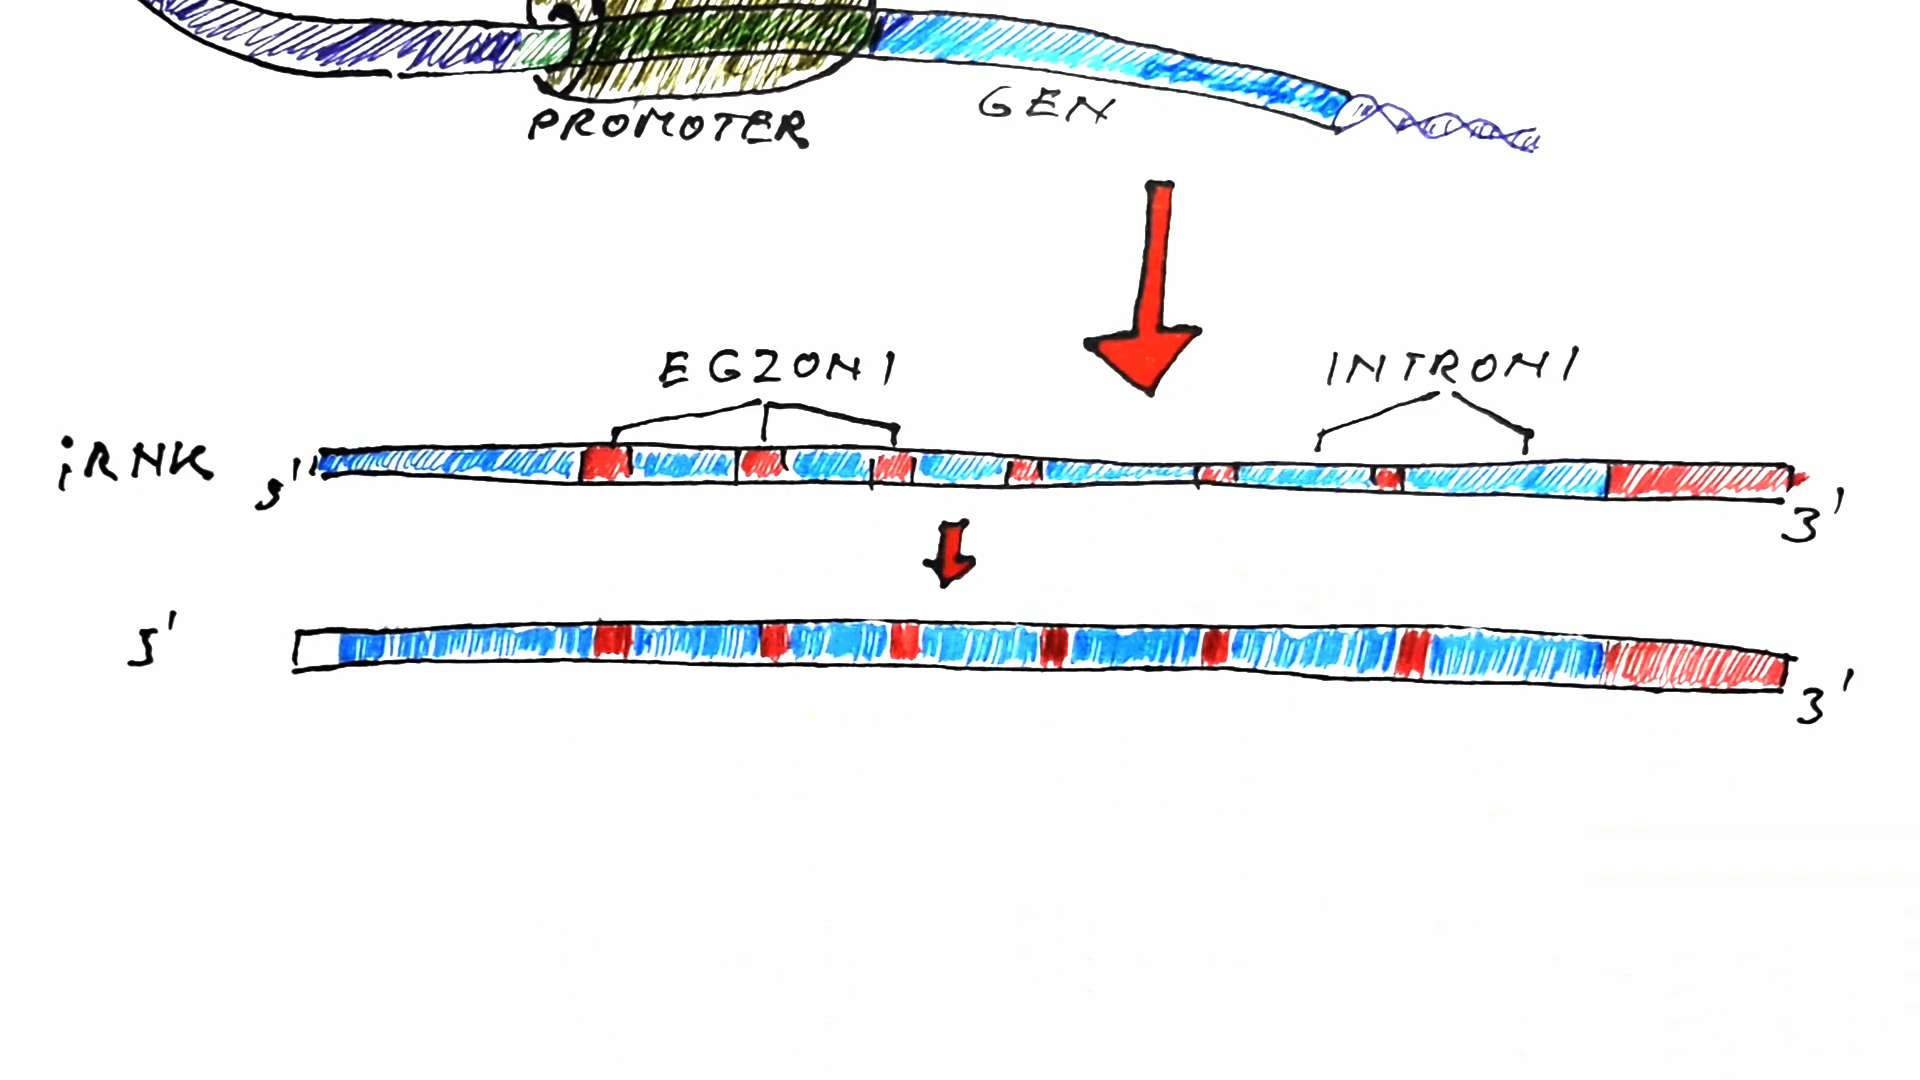 PROMOTER
GEN
EGZONI
INTRONI
iRNK
5'
3'
5'
3'